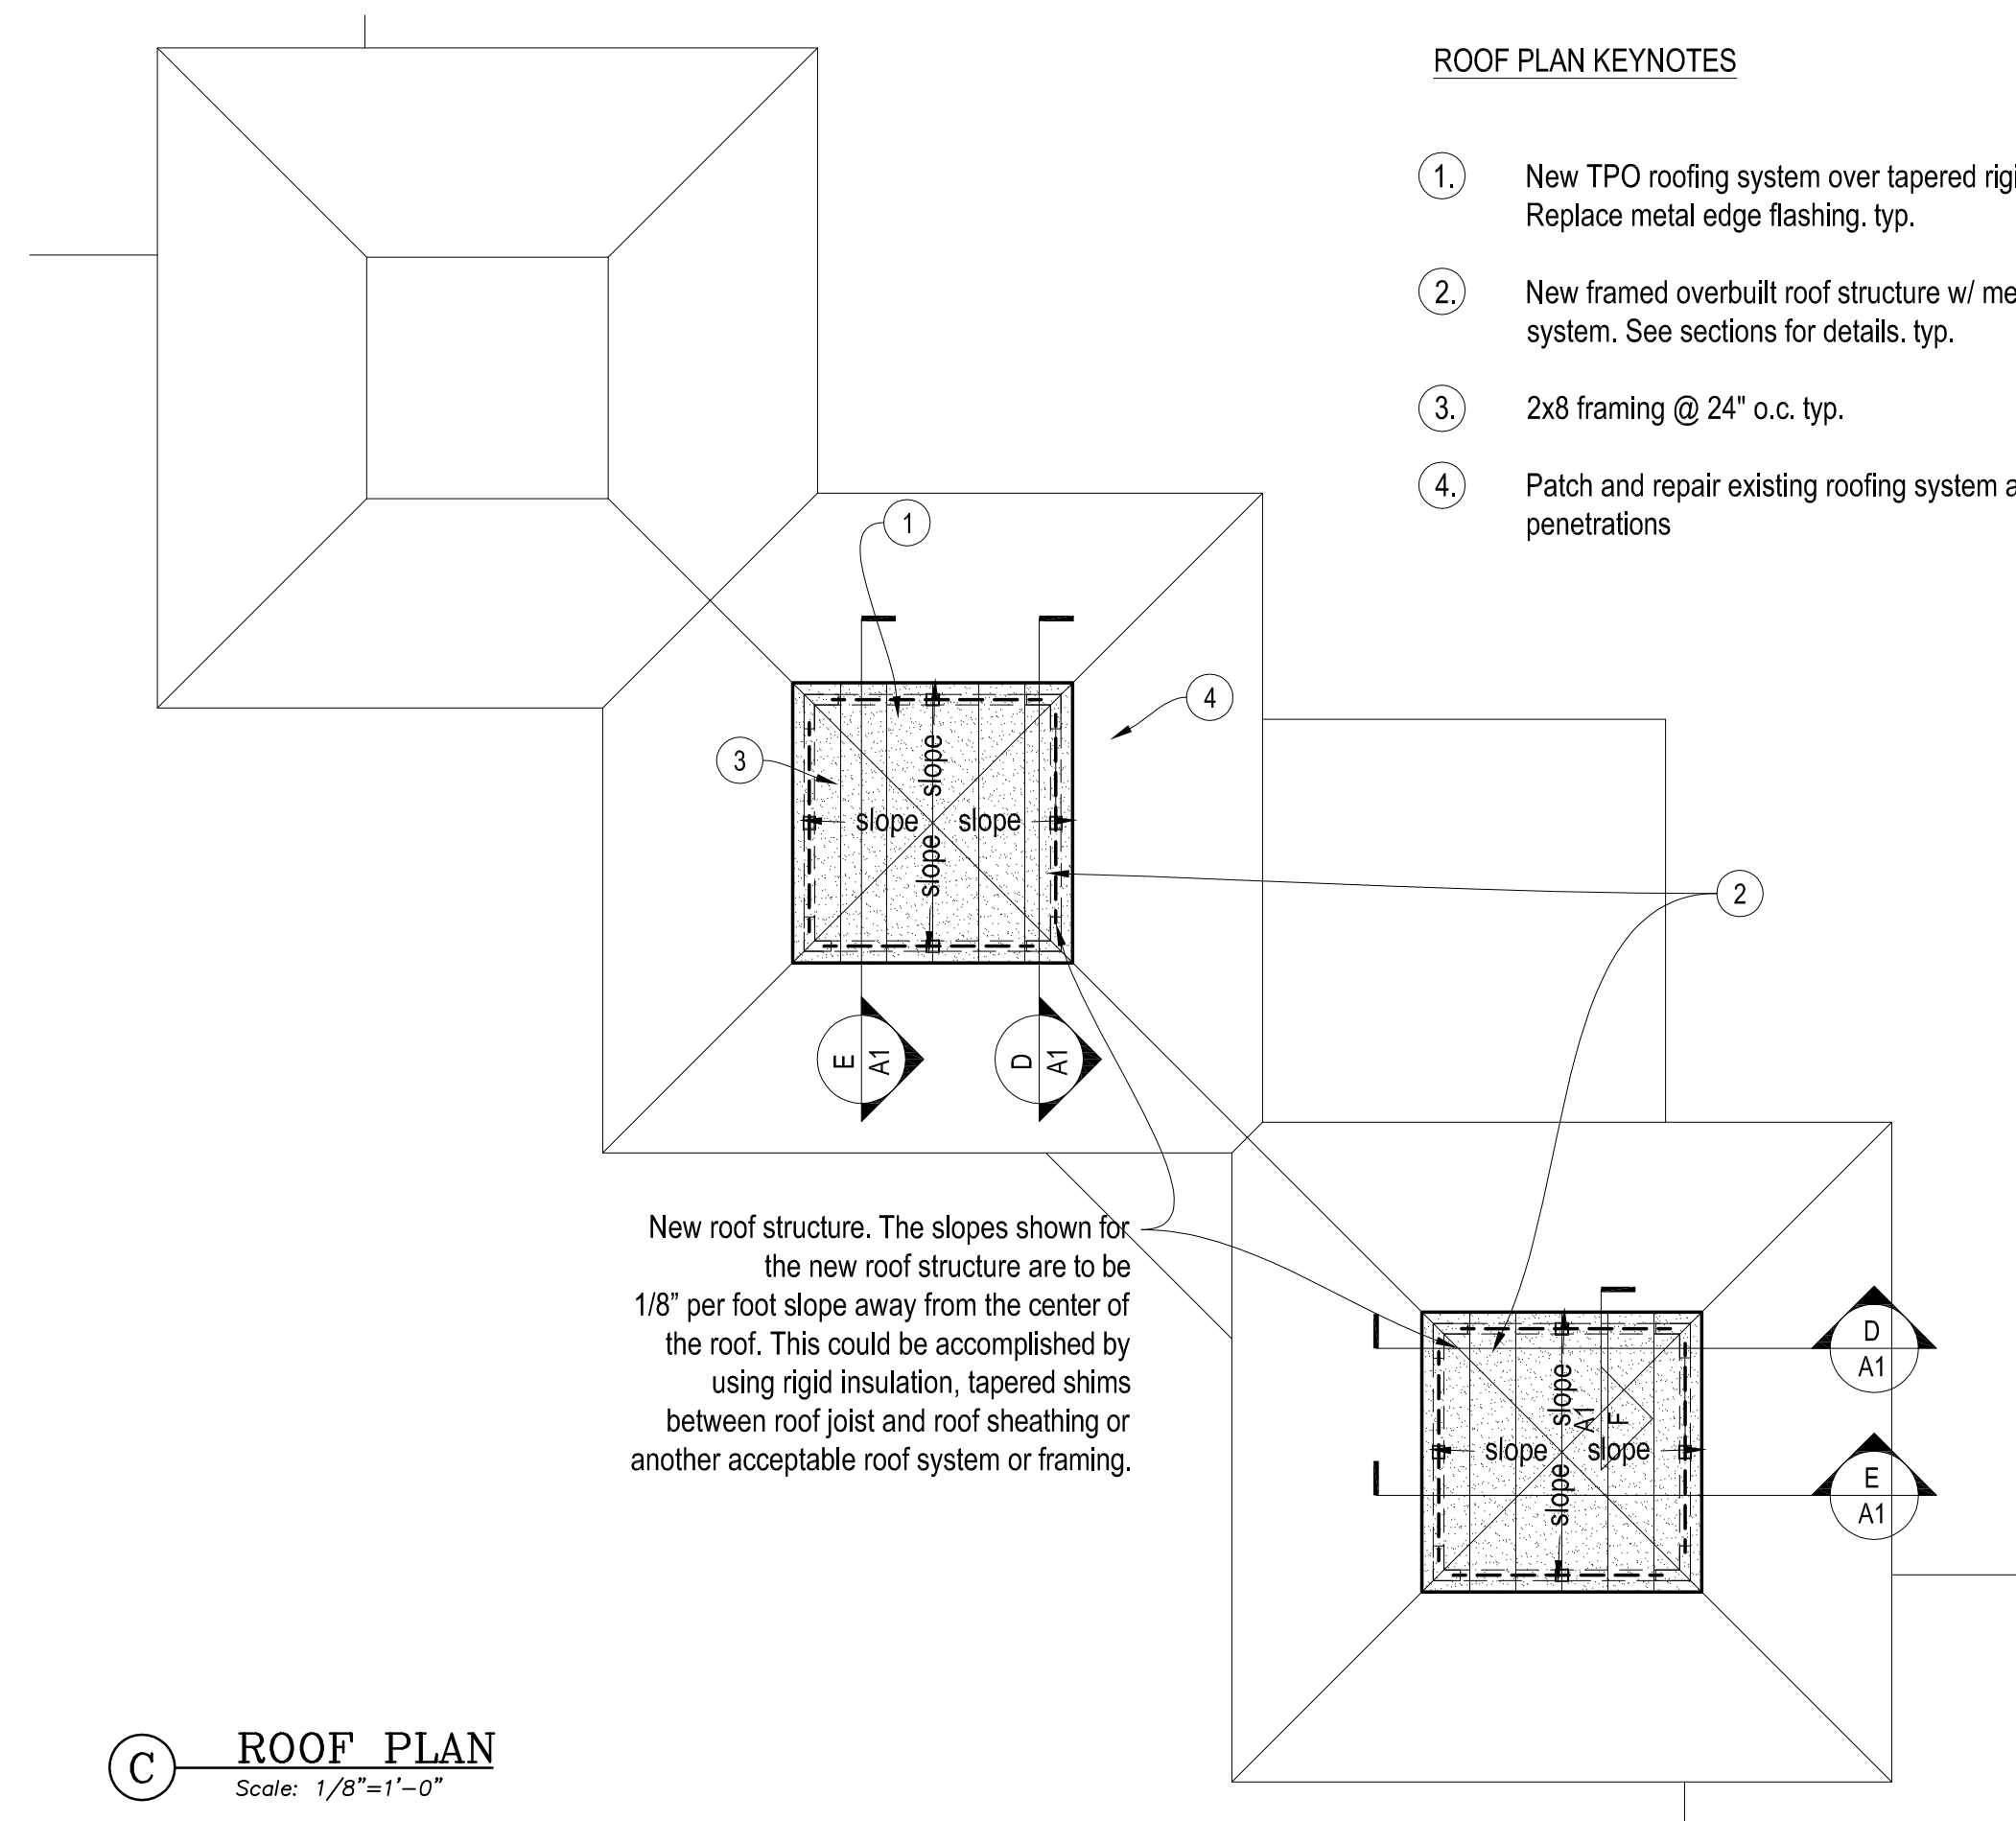 ROOF PLAN KEYNOTES
1. New TPO roofing system over tapered rigi
Replace metal edge flashing. typ.
2. New framed overbuilt roof structure w/ me
system. See sections for details. typ.
3. 2x8 framing @ 24" o.c. typ.
4. Patch and repair existing roofing system a
penetrations
1
4
3
slope
slope slope
slope
2
E
A1
D
A1
New roof structure. The slopes shown for
the new roof structure are to be
1/8” per foot slope away from the center of
the roof. This could be accomplished by
using rigid insulation, tapered shims
between roof joist and roof sheathing or
another acceptable roof system or framing.
D
A1
slope
A1
F
slope slope
slope
E
A1
C ROOF PLAN
Scale: 1/8”=1’-0”